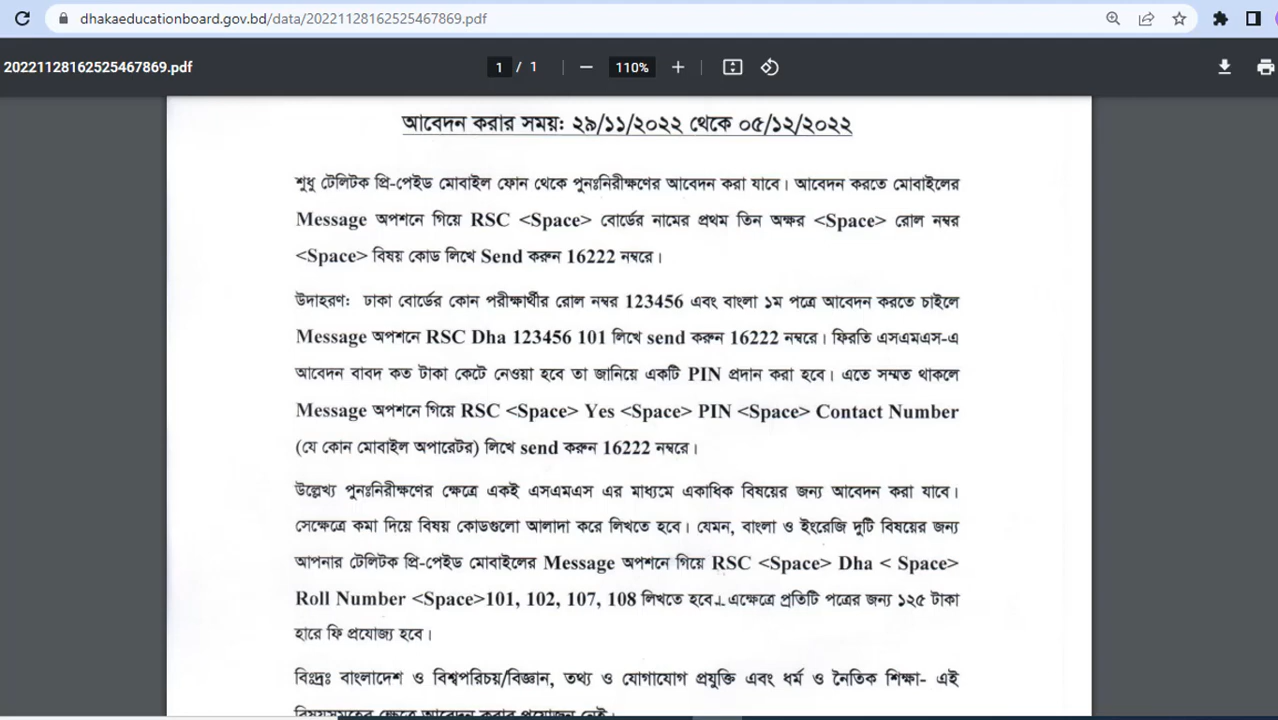 dhakaeducationboard.gov.bd/data/20221128162525467869.pdf
20221128162525467869.pdf
1 / 1
110%
আবেদন করার সময়: ২৯/১১/২০২২ থেকে ০৫/১২/২০২২
শুধু টেলিটক প্রি-পেইড মোবাইল ফোন থেকে পুনঃনিরীক্ষণের আবেদন করা যাবে। আবেদন করতে মোবাইলের
Message অপশনে গিয়ে RSC <Space> বোর্ডের নামের প্রথম তিন অক্ষর <Space> রোল নম্বর
<Space> বিষয় কোড লিখে Send করুন 16222 নম্বরে।
উদাহরণ: ঢাকা বোর্ডের কোন পরীক্ষার্থীর রোল নম্বর 123456 এবং বাংলা ১ম পত্রে আবেদন করতে চাইলে
Message অপশনে RSC Dha 123456 101 লিখে send করুন 16222 নম্বরে। ফিরতি এসএমএস-এ
আবেদন বাবদ কত টাকা কেটে নেওয়া হবে তা জানিয়ে একটি PIN প্রদান করা হবে। এতে সম্মত থাকলে
Message অপশনে গিয়ে RSC <Space> Yes <Space> PIN <Space> Contact Number
(যে কোন মোবাইল অপারেটর) লিখে send করুন 16222 নম্বরে।
উল্লেখ্য পুনঃনিরীক্ষণের ক্ষেত্রে একই এসএমএস এর মাধ্যমে একাধিক বিষয়ের জন্য আবেদন করা যাবে।
সেক্ষেত্রে কমা দিয়ে বিষয় কোডগুলো আলাদা করে লিখতে হবে। যেমন, বাংলা ও ইংরেজি দুটি বিষয়ের জন্য
আপনার টেলিটক প্রি-পেইড মোবাইলের Message অপশনে গিয়ে RSC <Space> Dha < Space>
Roll Number <Space>101, 102, 107, 108 লিখতে হবে। এক্ষেত্রে প্রতিটি পত্রের জন্য ১২৫ টাকা
হারে ফি প্রযোজ্য হবে।
বিঃদ্রঃ বাংলাদেশ ও বিশ্বপরিচয়/বিজ্ঞান, তথ্য ও যোগাযোগ প্রযুক্তি এবং ধর্ম ও নৈতিক শিক্ষা- এই
বিষয়সমূহের ক্ষেত্রে আবেদন করার প্রয়োজন নেই।